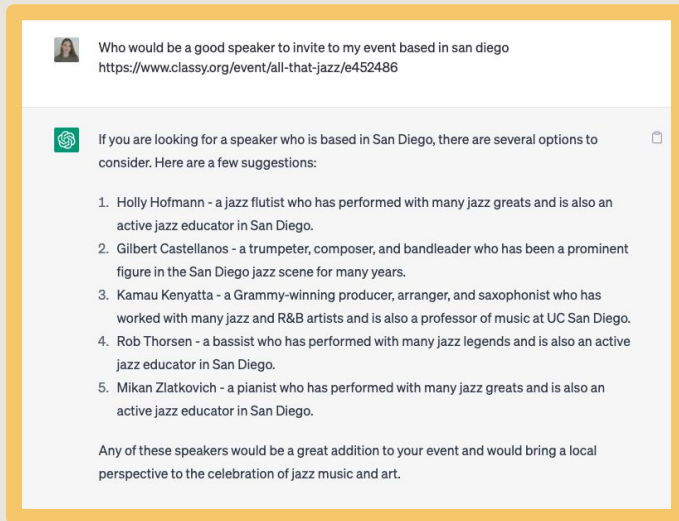 Who would be a good speaker to invite to my event based in san diego
https://www.classy.org/event/all-that-jazz/e452486
If you are looking for a speaker who is based in San Diego, there are several options to
consider. Here are a few suggestions:
1. Holly Hofmann - a jazz flutist who has performed with many jazz greats and is also an
active jazz educator in San Diego.
2. Gilbert Castellanos - a trumpeter, composer, and bandleader who has been a prominent
figure in the San Diego jazz scene for many years.
3. Kamau Kenyatta - a Grammy-winning producer, arranger, and saxophonist who has
worked with many jazz and R&B artists and is also a professor of music at UC San Diego.
4. Rob Thorsen - a bassist who has performed with many jazz legends and is also an active
jazz educator in San Diego.
5. Mikan Zlatkovich - a pianist who has performed with many jazz greats and is also an
active jazz educator in San Diego.
Any of these speakers would be a great addition to your event and would bring a local
perspective to the celebration of jazz music and art.